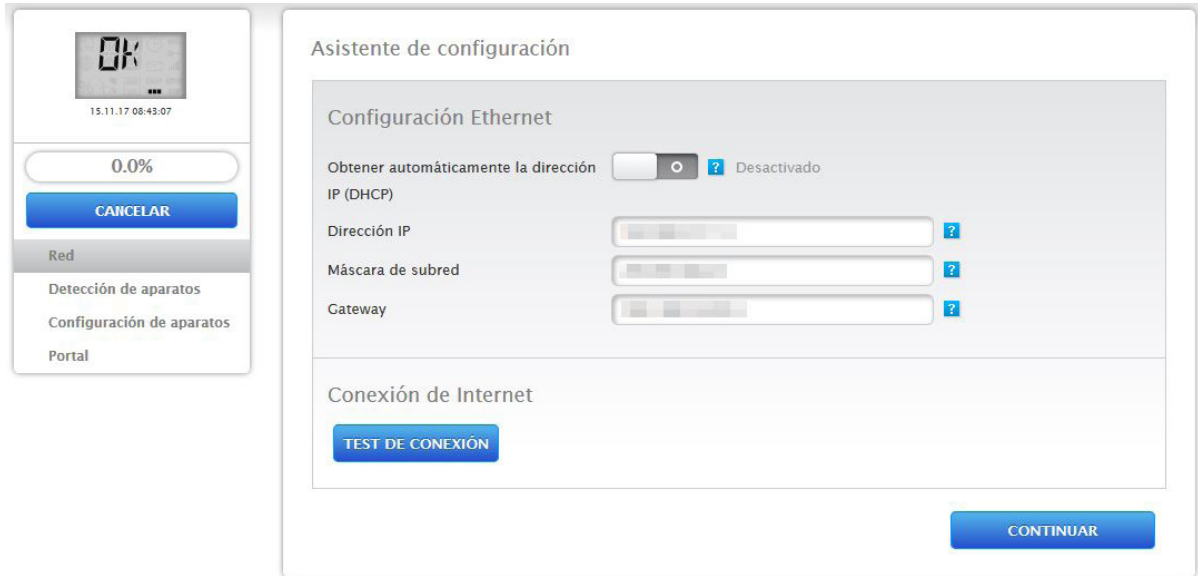 OK
15.11.17 08:43:07
0.0%
CANCELAR
Red
Detección de aparatos
Configuración de aparatos
Portal
Asistente de configuración
Configuración Ethernet
Obtener automáticamente la dirección
IP (DHCP)
? Desactivado
Dirección IP
?
Máscara de subred
?
Gateway
?
Conexión de Internet
TEST DE CONEXIÓN
CONTINUAR